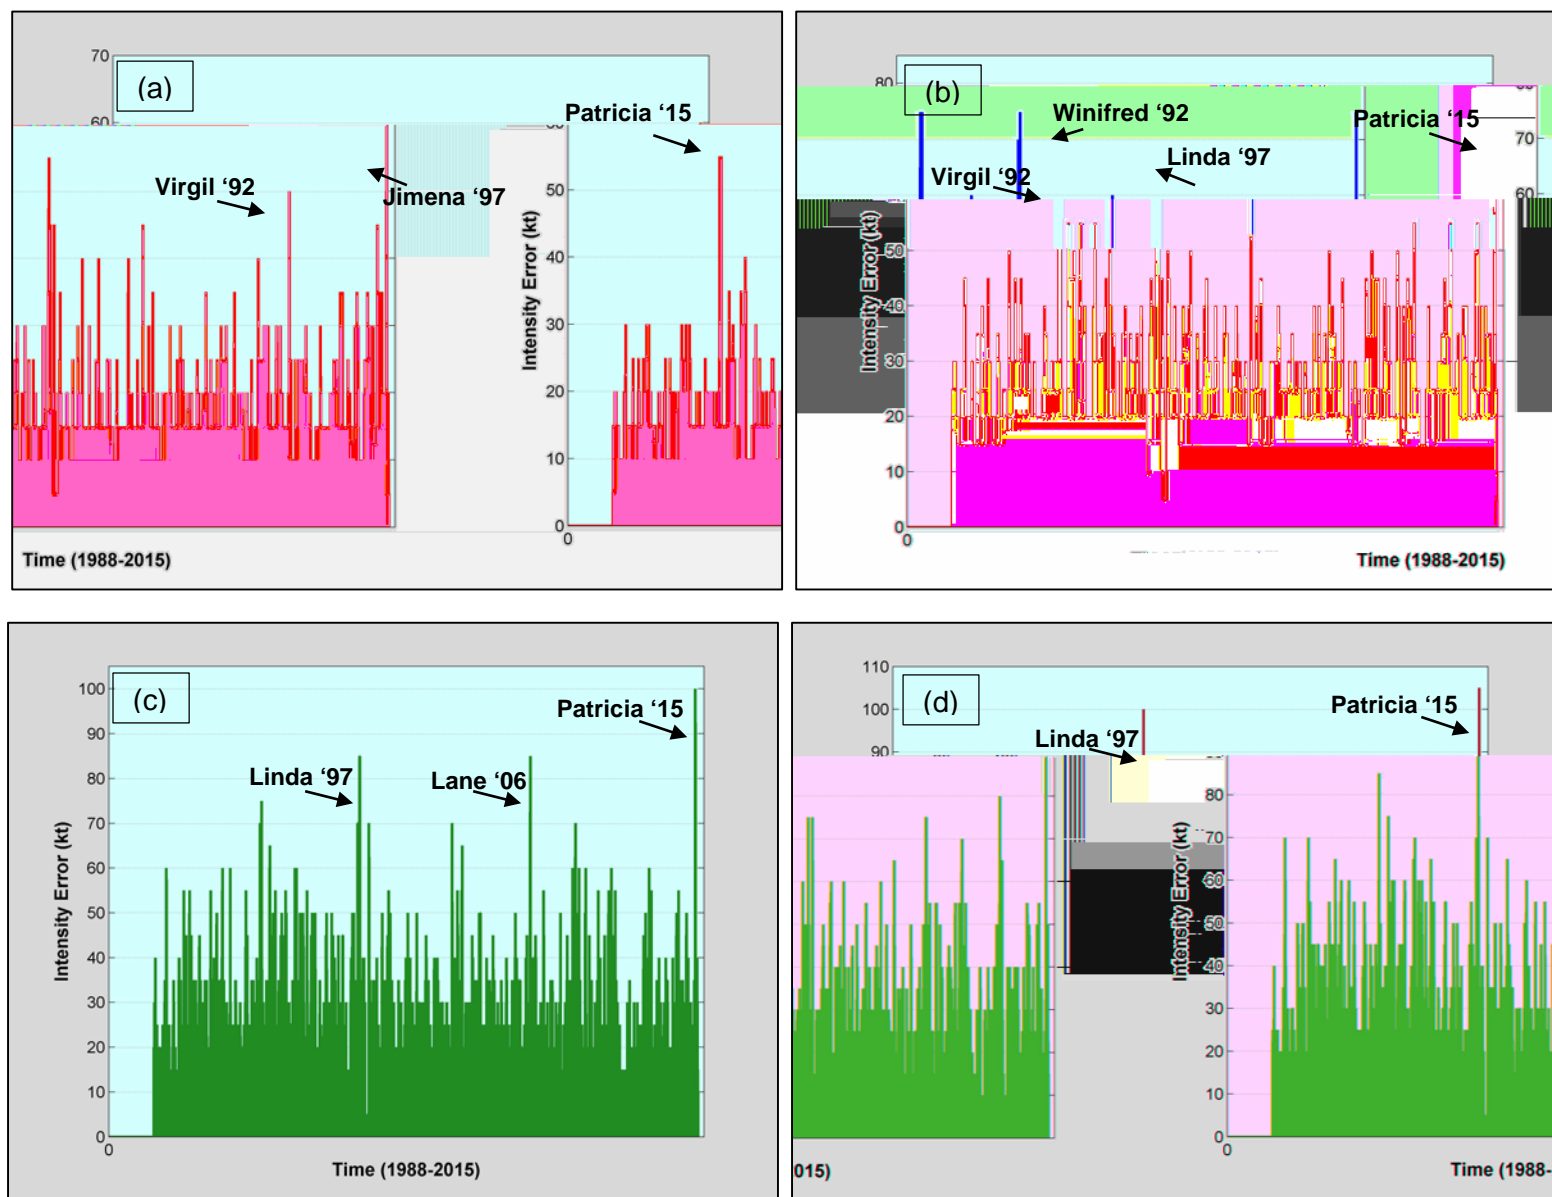 (a)
70
60
Patricia ‘15
Virgil ‘92
Jimena ‘97
50
40
30
20
10
0
0
Intensity Error (kt)
Time (1988-2015)
(b)
80
Winifred ‘92
Patricia ‘15
70
Linda ‘97
Virgil ‘92
60
50
40
30
20
10
0
0
Intensity Error (kt)
Time (1988-2015)
(c)
100
90
80
70
60
50
40
30
20
10
0
0
Patricia ‘15
Linda ‘97
Lane ‘06
Intensity Error (kt)
Time (1988-2015)
(d)
110
100
90
Patricia ‘15
Linda ‘97
80
70
60
50
40
30
20
10
0
0
Intensity Error (kt)
015)
Time (1988-